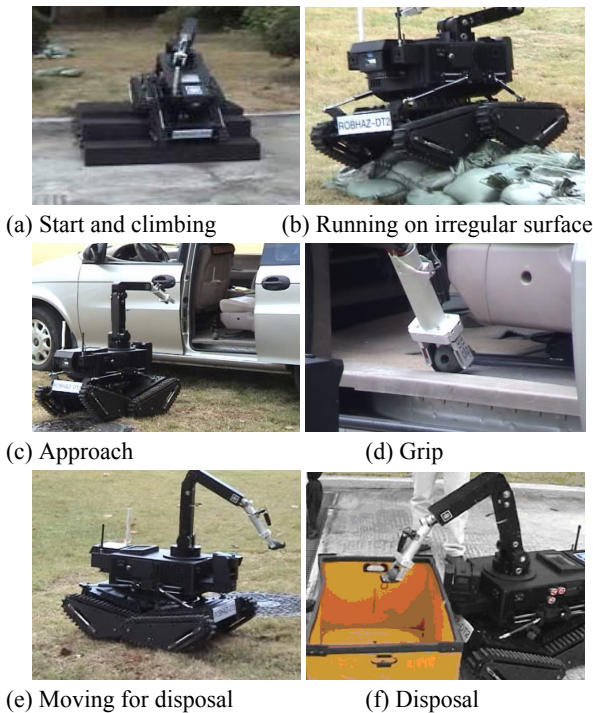 (a) Start and climbing
(b) Running on irregular surface
ROBHAZ-DT2
(c) Approach
(d) Grip
(e) Moving for disposal
(f) Disposal